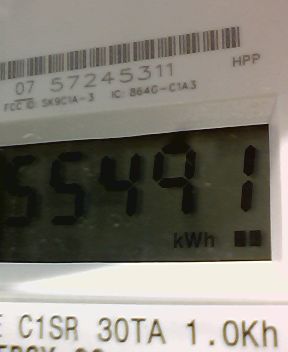 HPP
07 57245311
FCC ID: SK9C1A-3 IC: 864G-C1A3
55491
kWh
C1SR 30TA 1.0Kh